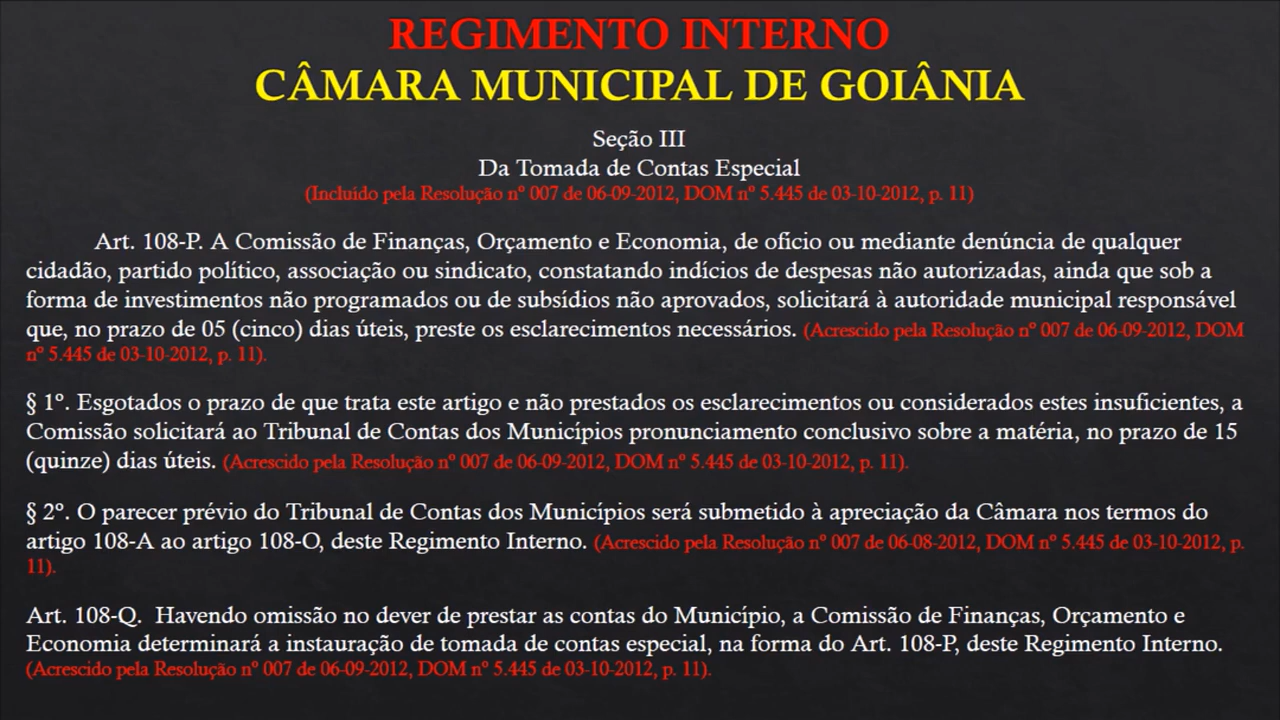 REGIMENTO INTERNO
CÂMARA MUNICIPAL DE GOIÂNIA
Seção III
Da Tomada de Contas Especial
(Incluído pela Resolução nº 007 de 06-09-2012, DOM nº 5.445 de 03-10-2012, p. 11)
Art. 108-P. A Comissão de Finanças, Orçamento e Economia, de ofício ou mediante denúncia de qualquer
cidadão, partido político, associação ou sindicato, constatando indícios de despesas não autorizadas, ainda que sob a
forma de investimentos não programados ou de subsídios não aprovados, solicitará à autoridade municipal responsável
que, no prazo de 05 (cinco) dias úteis, preste os esclarecimentos necessários. (Acrescido pela Resolução nº 007 de 06-09-2012, DOM
nº 5.445 de 03-10-2012, p. 11).
§ 1º. Esgotados o prazo de que trata este artigo e não prestados os esclarecimentos ou considerados estes insuficientes, a
Comissão solicitará ao Tribunal de Contas dos Municípios pronunciamento conclusivo sobre a matéria, no prazo de 15
(quinze) dias úteis. (Acrescido pela Resolução nº 007 de 06-09-2012, DOM nº 5.445 de 03-10-2012, p. 11).
§ 2º. O parecer prévio do Tribunal de Contas dos Municípios será submetido à apreciação da Câmara nos termos do
artigo 108-A ao artigo 108-O, deste Regimento Interno. (Acrescido pela Resolução nº 007 de 06-08-2012, DOM nº 5.445 de 03-10-2012, p.
11).
Art. 108-Q. Havendo omissão no dever de prestar as contas do Município, a Comissão de Finanças, Orçamento e
Economia determinará a instauração de tomada de contas especial, na forma do Art. 108-P, deste Regimento Interno.
(Acrescido pela Resolução nº 007 de 06-09-2012, DOM nº 5.445 de 03-10-2012, p. 11).